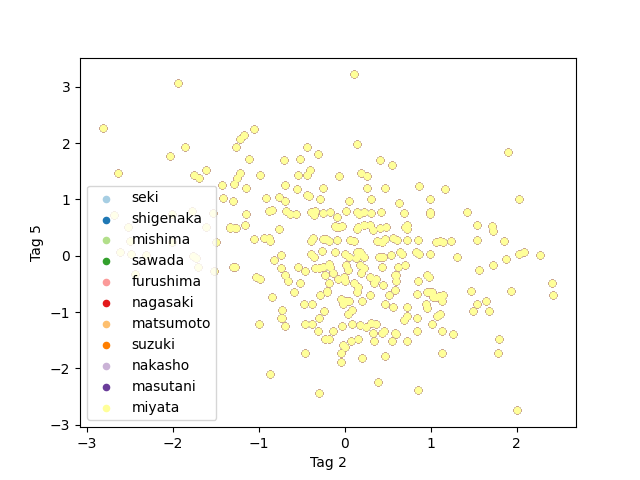 3
2
1
0
−1
−2
−3
Tag 5
seki
shigenaka
mishima
sawada
furushima
nagasaki
matsumoto
suzuki
nakasho
masutani
miyata
−3
−2
−1
0
1
2
Tag 2